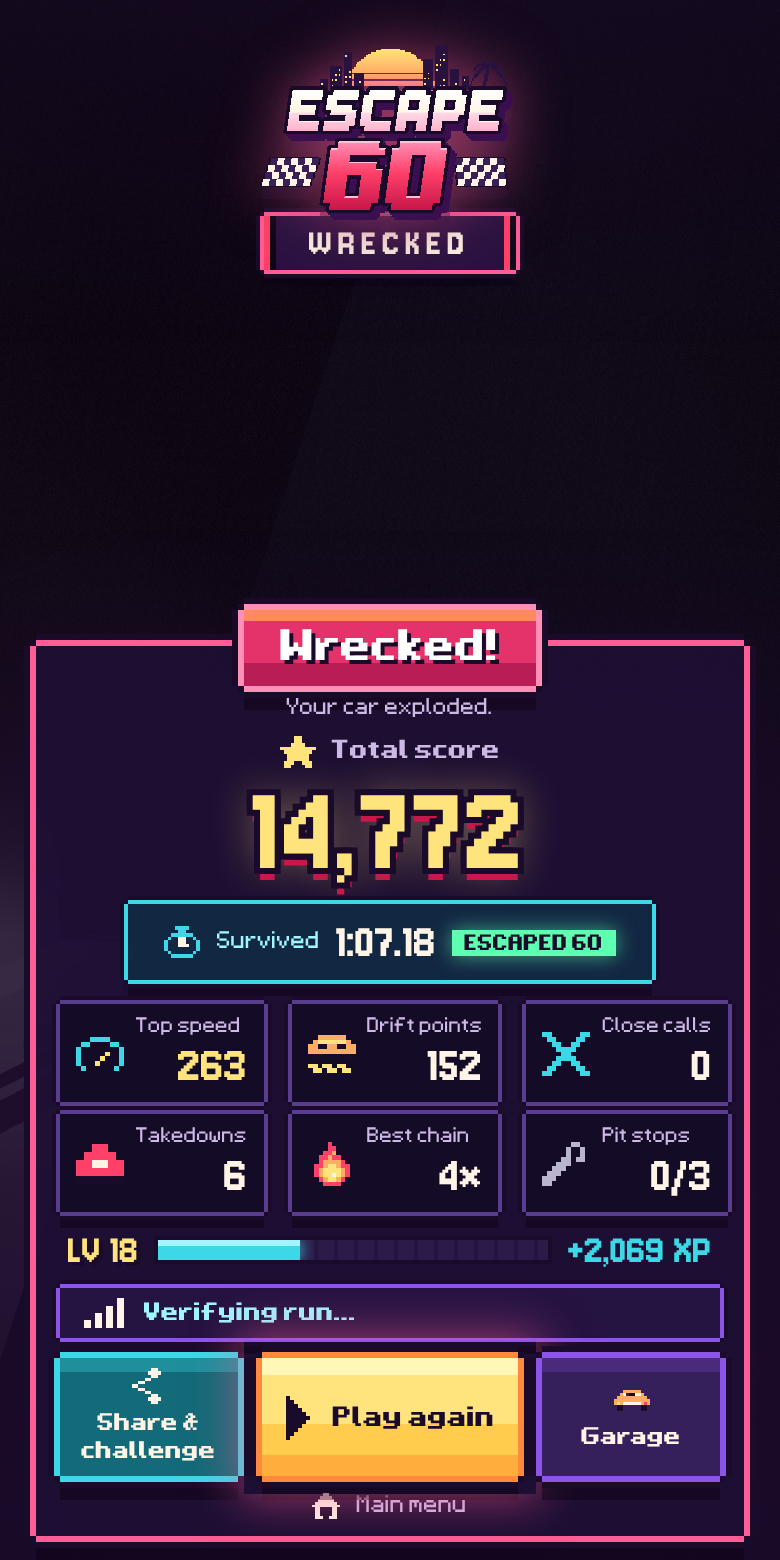 ESCAPE
60
WRECKED
Wrecked!
Your car exploded.
Total score
14,772
Survived 1:07.18 ESCAPED 60
Top speed
263
Drift points
152
Close calls
0
Takedowns
6
Best chain
4×
Pit stops
0/3
LV 18 +2,069 XP
Verifying run...
Share &
challenge
Play again
Garage
Main menu